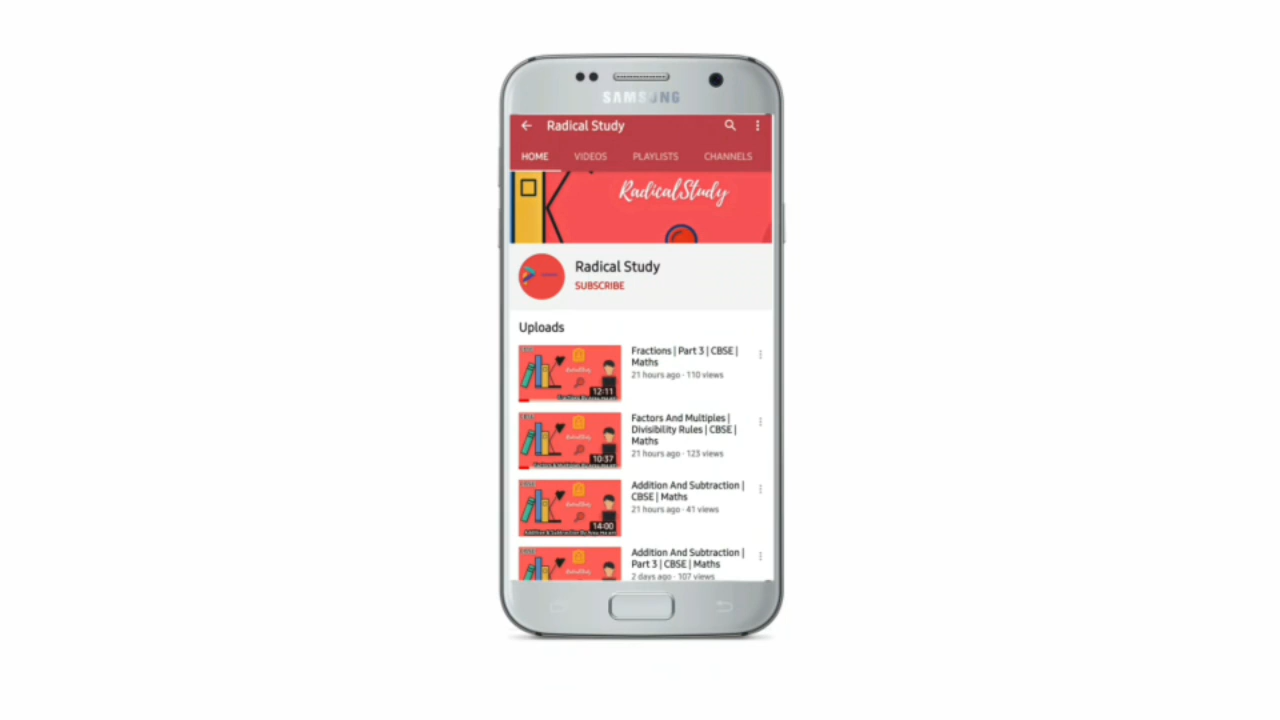 SAMSUNG
Radical Study
HOME VIDEOS PLAYLISTS CHANNELS
RadicalStudy
Radical Study
SUBSCRIBE
Uploads
12:11
Fractions | Part 3 | CBSE |
Maths
21 hours ago · 110 views
10:37
Factors And Multiples |
Divisibility Rules | CBSE |
Maths
21 hours ago · 123 views
14:00
Addition And Subtraction |
CBSE | Maths
21 hours ago · 41 views
Addition And Subtraction |
Part 3 | CBSE | Maths
2 days ago · 107 views